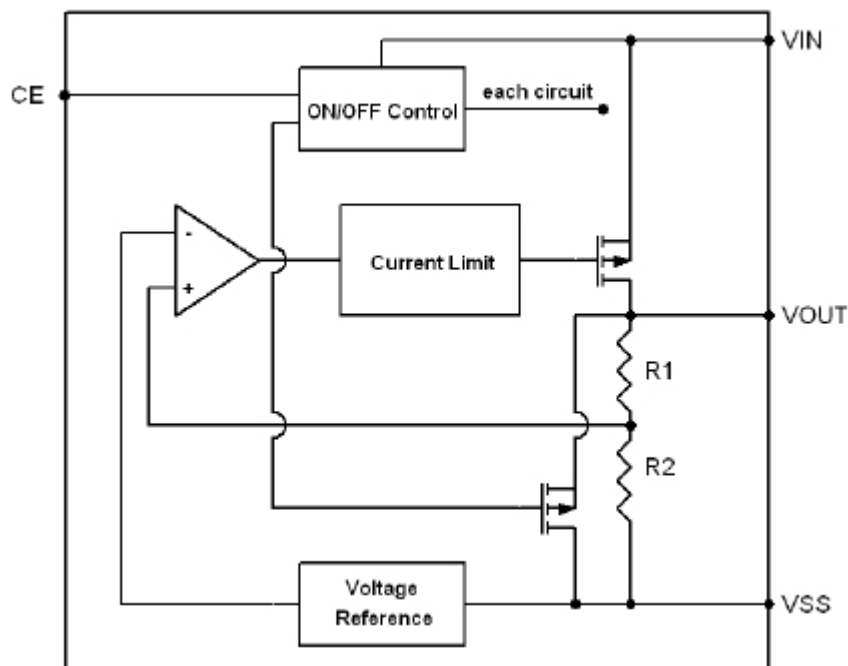 VIN
CE
each circuit
ON/OFF Control
-
Current Limit
+
VOUT
R1
R2
Voltage
Reference
VSS